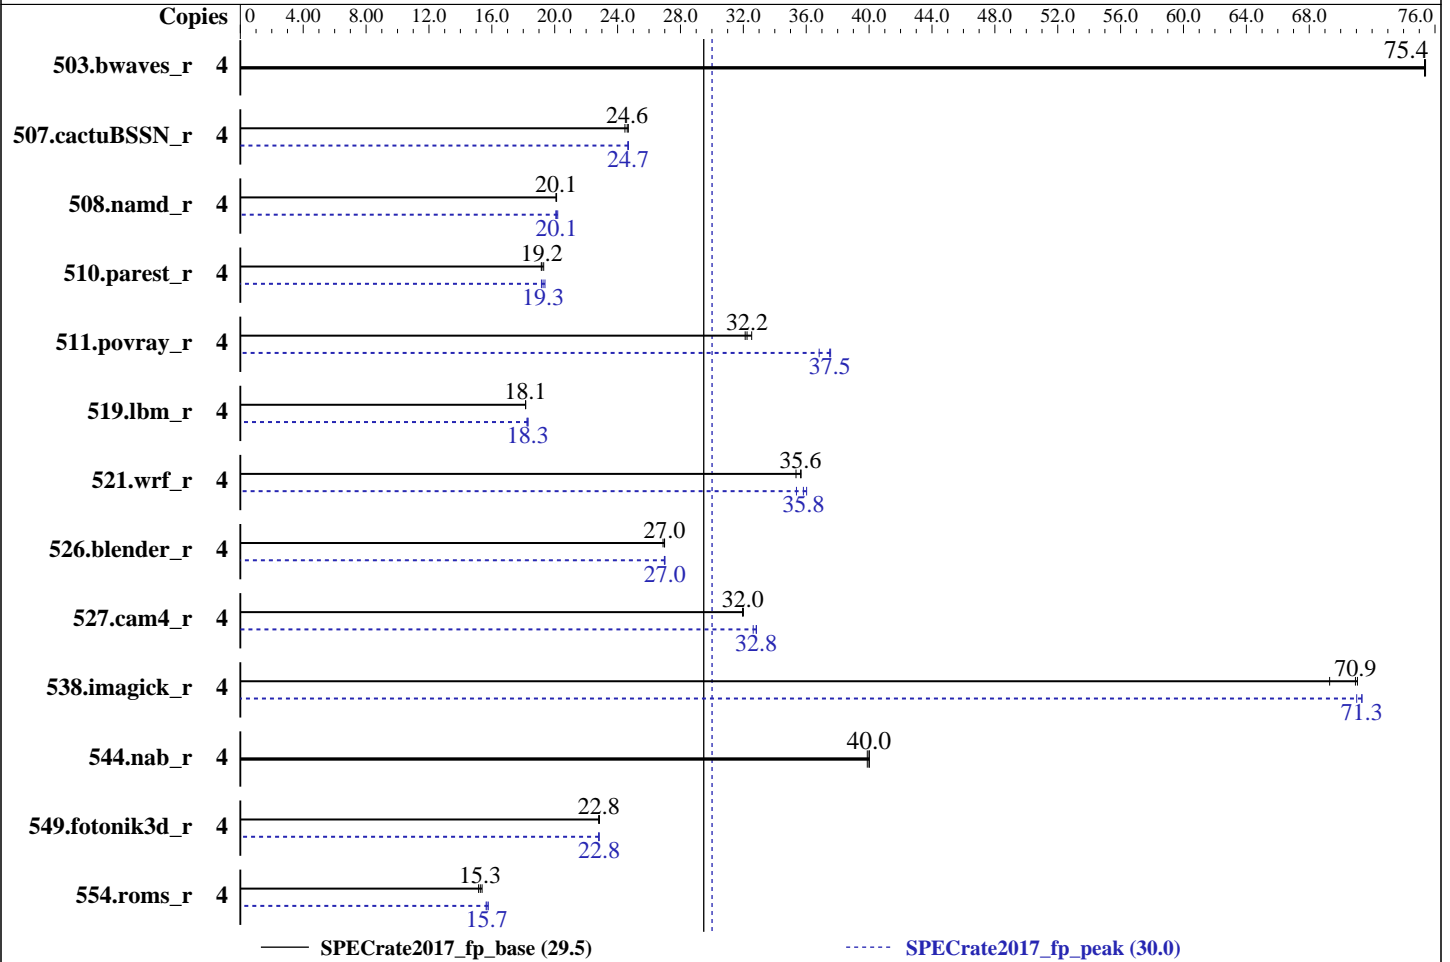 Copies 0 4.00 8.00 12.0 16.0 20.0 24.0 28.0 32.0 36.0 40.0 44.0 48.0 52.0 56.0 60.0 64.0 68.0 76.0
503.bwaves_r 4 75.4
507.cactuBSSN_r 4 24.6
24.7
508.namd_r 4 20.1
20.1
510.parest_r 4 19.2
19.3
511.povray_r 4 32.2
37.5
519.lbm_r 4 18.1
18.3
521.wrf_r 4 35.6
35.8
526.blender_r 4 27.0
27.0
527.cam4_r 4 32.0
32.8
538.imagick_r 4 70.9
71.3
544.nab_r 4 40.0
549.fotonik3d_r 4 22.8
22.8
554.roms_r 4 15.3
15.7
SPECrate2017_fp_base (29.5) SPECrate2017_fp_peak (30.0)